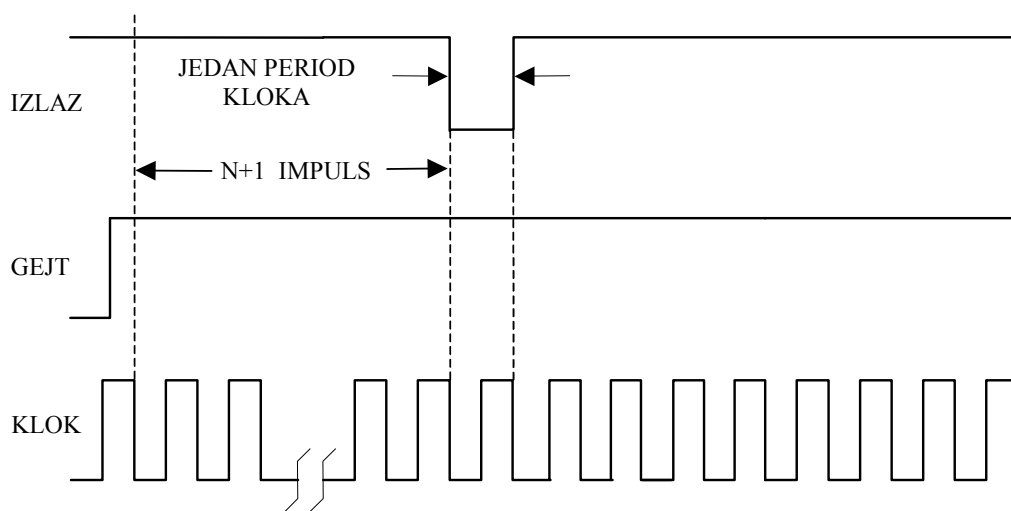 JEDAN PERIOD
KLOKA
IZLAZ
N+1 IMPULS
GEJT
KLOK